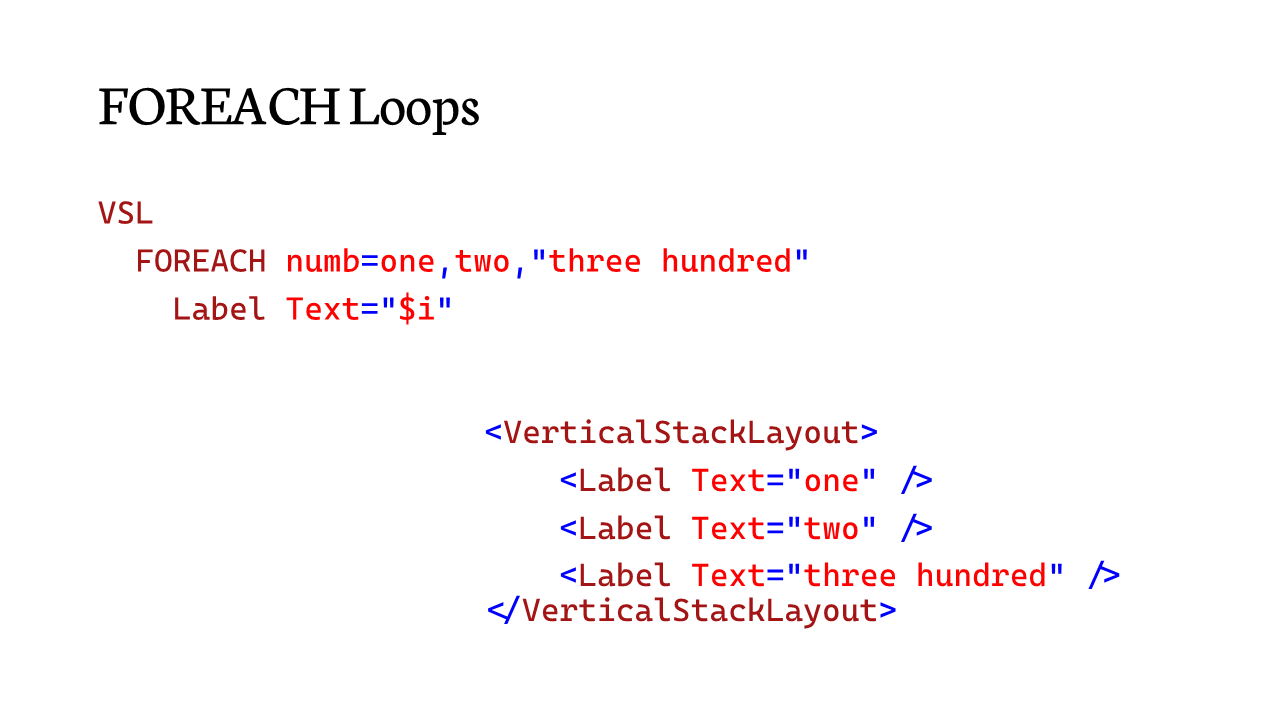 FOREACH Loops
VSL
  FOREACH numb=one,two,"three hundred"
    Label Text="$i"
<VerticalStackLayout>
    <Label Text="one" />
    <Label Text="two" />
    <Label Text="three hundred" />
</VerticalStackLayout>